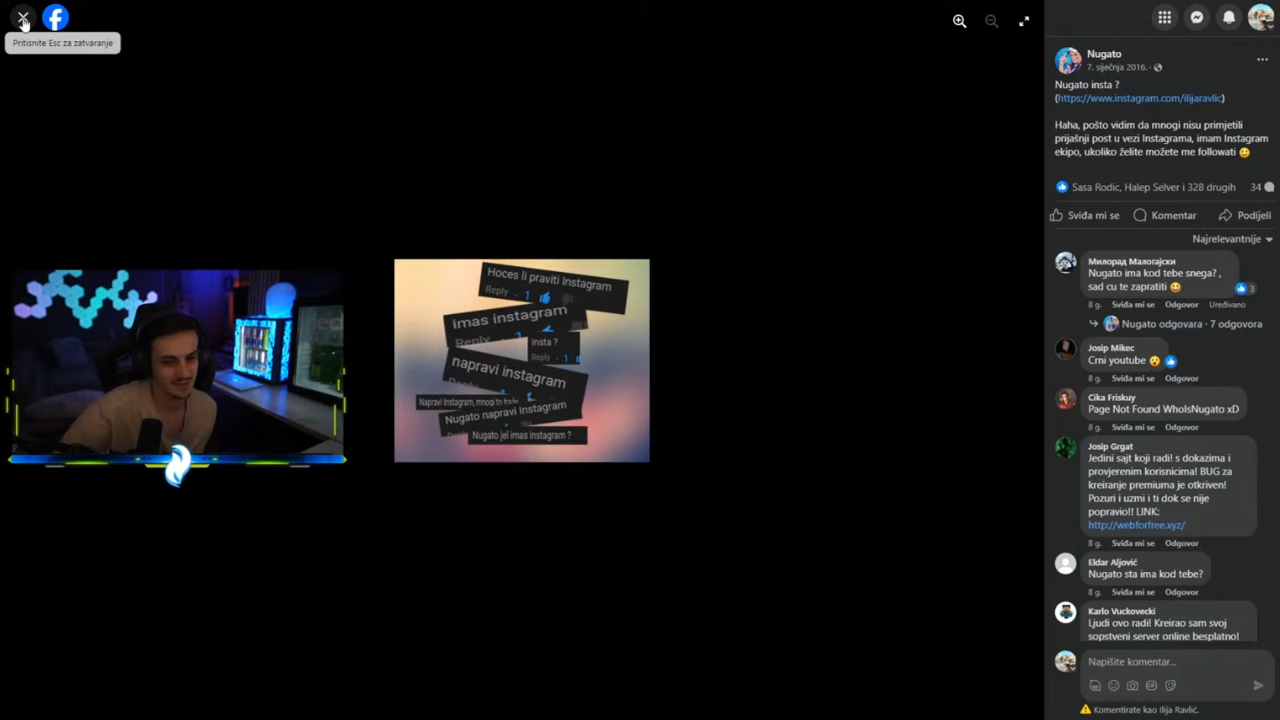 Pritisnite Esc za zatvaranje
Hoces li praviti Instagram
Reply
1
imas instagram
Reply
1
Insta ?
Reply
1
napravi instagram
Napravi Instagram, mnogi to
Nugato napravi Instagram
Nugato jel imas instagram ?
Nugato
7. siječnja 2016.
Nugato insta ?
(https://www.instagram.com/ilijaravlic)
Haha, pošto vidim da mnogi nisu primjetili
prijašnji post u vezi Instagrama, imam Instagram
ekipo, ukoliko želite možete me followati 😀
Sasa Rodic, Halep Selver i 328 drugih
34
Sviđa mi se
Komentar
Podijeli
Najrelevantnije
Милорад Малогајски
Nugato ima kod tebe snega? ,
sad cu te zapratiti 😀
3
8 g. Sviđa mi se Odgovor Uređivano
Nugato odgovara · 7 odgovora
Josip Mikec
Crni youtube 😮
8 g. Sviđa mi se Odgovor
Cika Friskuy
Page Not Found WhoIsNugato xD
8 g. Sviđa mi se Odgovor
Josip Grgat
Jedini sajt koji radi! s dokazima i
provjerenim korisnicima! BUG za
kreiranje premiuma je otkriven!
Pozuri i uzmi i ti dok se nije
popravio!! LINK:
http://webforfree.xyz/
8 g. Sviđa mi se Odgovor
Eldar Aljović
Nugato sta ima kod tebe?
8 g. Sviđa mi se Odgovor
Karlo Vuckovecki
Ljudi ovo radi! Kreirao sam svoj
sopstveni server online besplatno!
Napišite komentar...
Komentirate kao Ilija Ravlić.